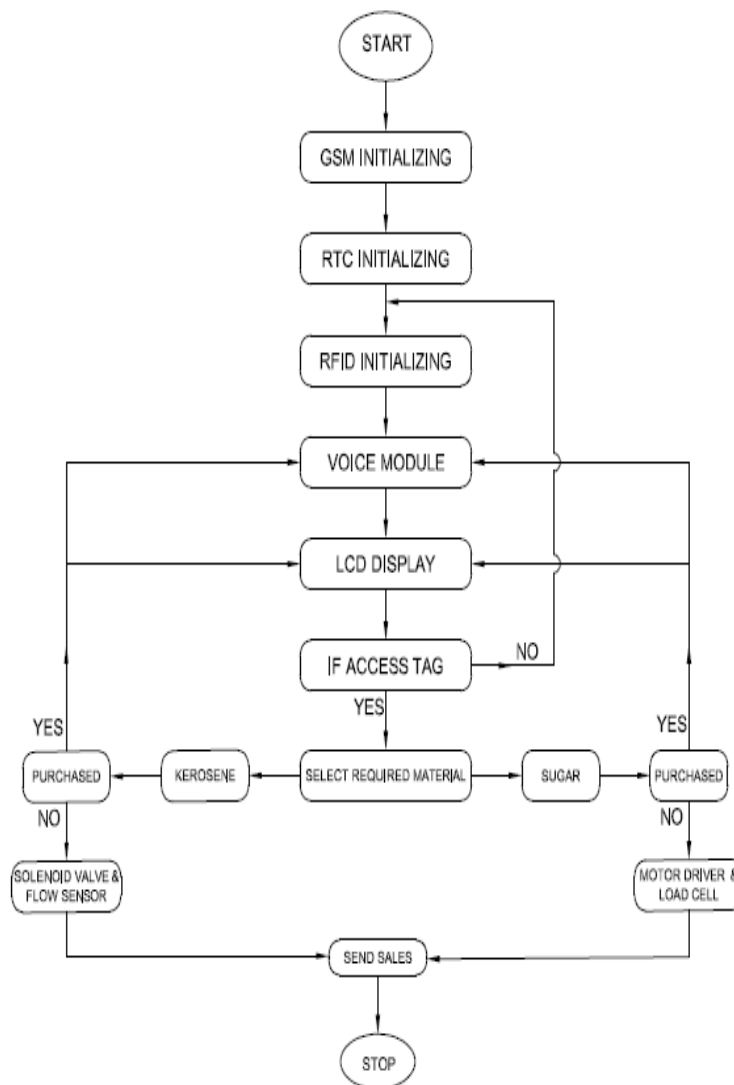 START
GSM INITIALIZING
RTC INITIALIZING
RFID INITIALIZING
VOICE MODULE
LCD DISPLAY
IF ACCESS TAG
NO
YES
YES
YES
PURCHASED
KEROSENE
SELECT REQUIRED MATERIAL
SUGAR
PURCHASED
NO
NO
SOLENOID VALVE &
FLOW SENSOR
MOTOR DRIVER &
LOAD CELL
SEND SALES
STOP